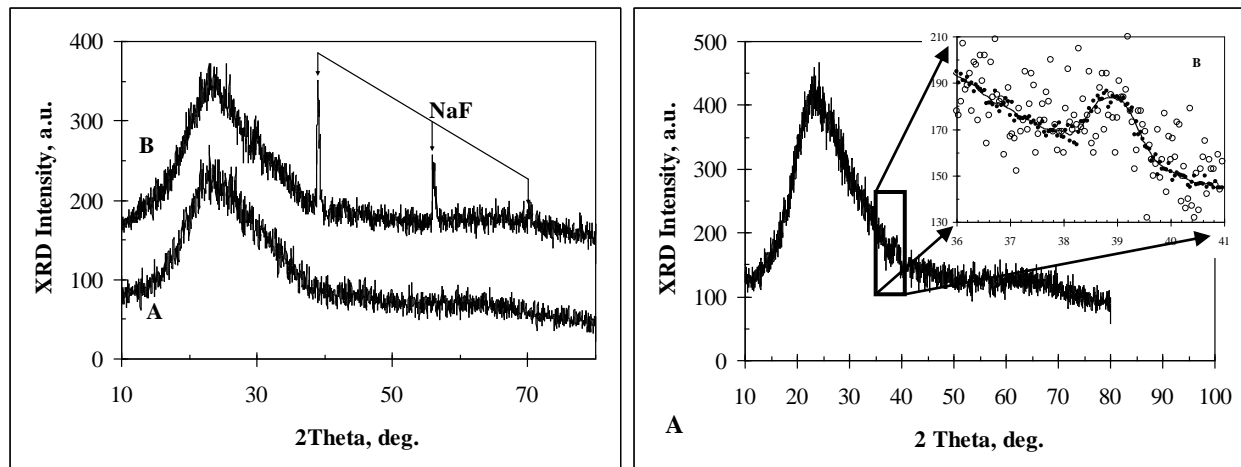 400
300
200
100
0
10
30
50
70
XRD Intensity, a.u.
2Theta, deg.
B
A
NaF
500
400
300
200
100
0
10 20 30 40 50 60 70 80 90 100
XRD Intensity, a.u.
2 Theta, deg.
A
210
190
170
150
130
36 37 38 39 40 41
B